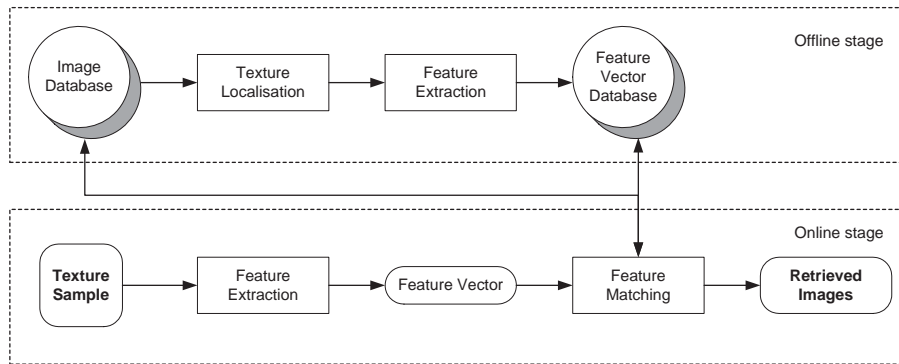 Offline stage
Image
Database
Texture
Localisation
Feature
Extraction
Feature
Vector
Database
Online stage
Texture
Sample
Feature
Extraction
Feature Vector
Feature
Matching
Retrieved
Images